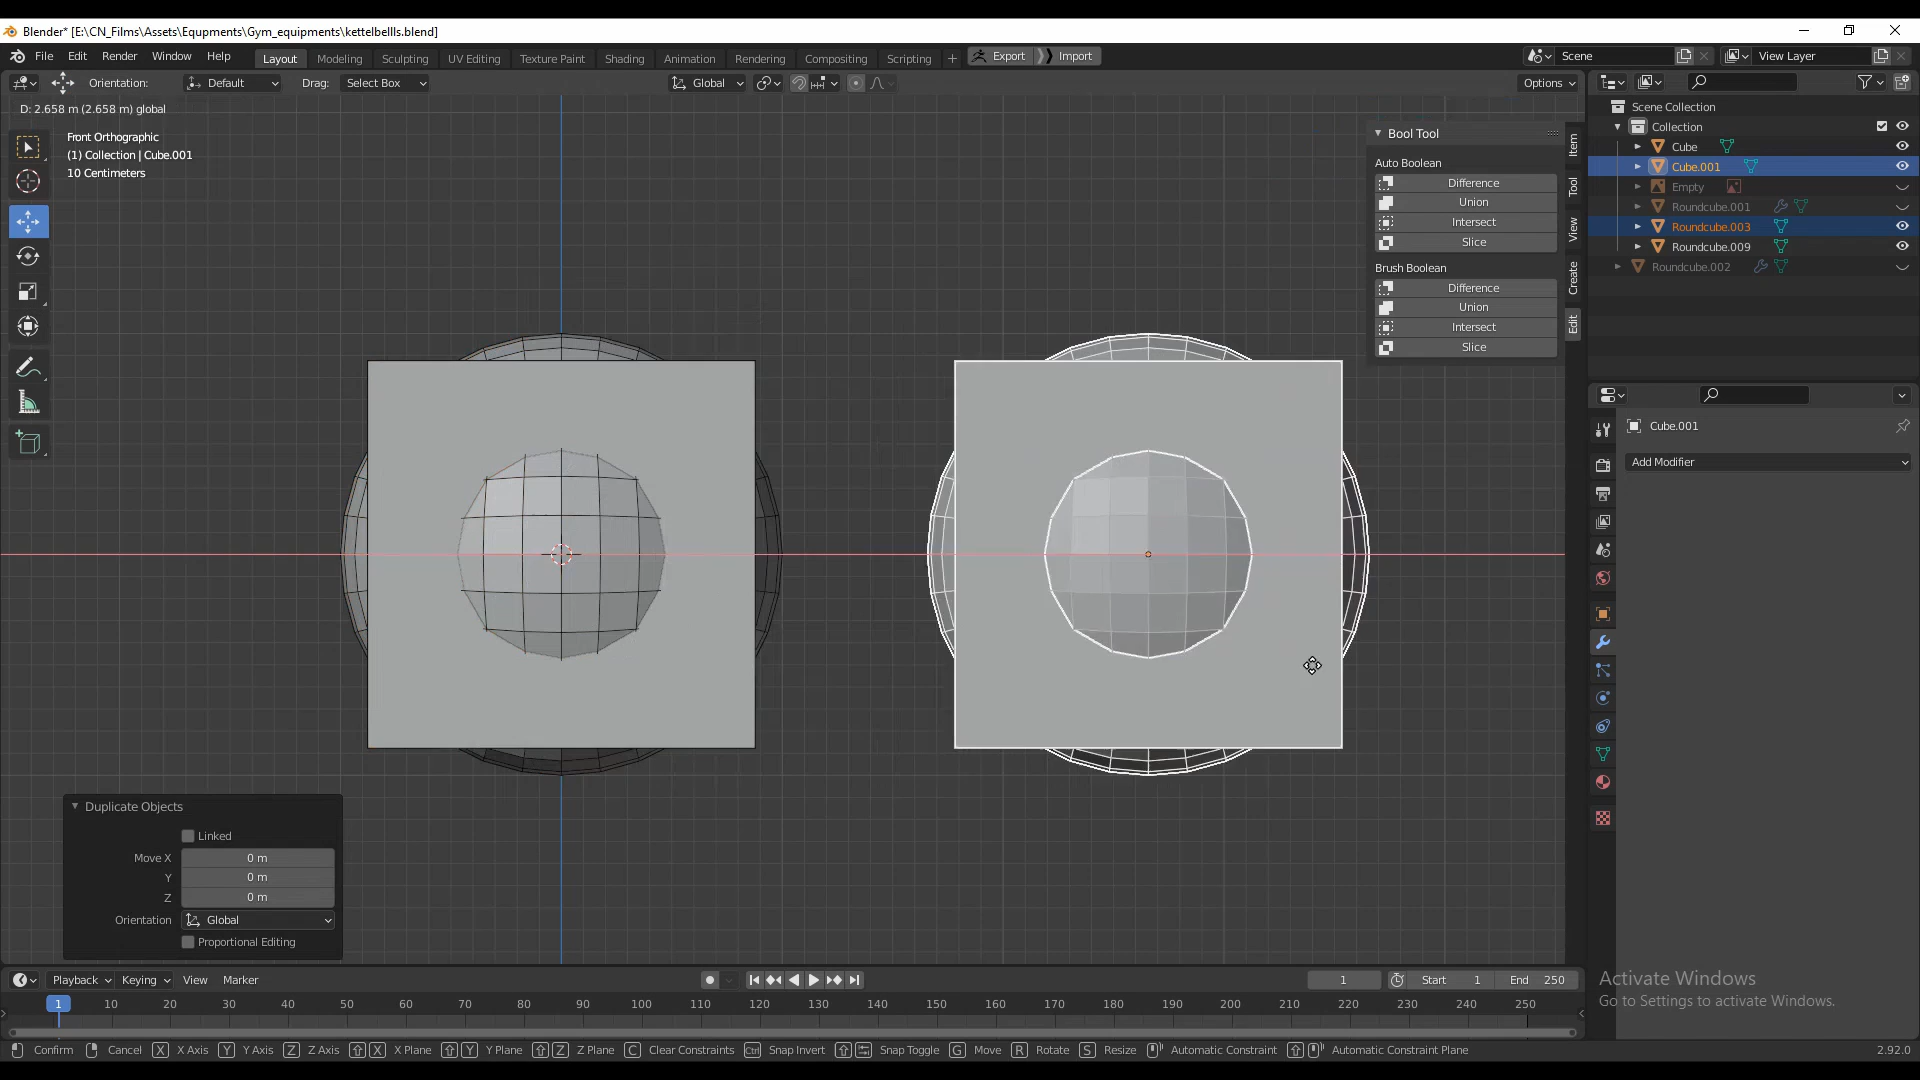 Blender* [E:\CN_Films\Assets\Equpments\Gym_equipments\kettelbellls.blend]
File Edit Render Window Help Layout Modeling Sculpting UV Editing Texture Paint Shading Animation Rendering Compositing Scripting + Export Import Scene View Layer
Orientation: Default Drag: Select Box Global Options
D: 2.658 m (2.658 m) global
Front Orthographic
(1) Collection | Cube.001
10 Centimeters
Bool Tool
Auto Boolean
Difference
Union
Intersect
Slice
Brush Boolean
Difference
Union
Intersect
Slice
Item
Tool
View
Create
Edit
Scene Collection
Collection
Cube
Cube.001
Empty
Roundcube.001
Roundcube.003
Roundcube.009
Roundcube.002
Cube.001
Add Modifier
Duplicate Objects
Linked
Move X 0 m
Y 0 m
Z 0 m
Orientation Global
Proportional Editing
Playback Keying View Marker 1 Start 1 End 250
1 10 20 30 40 50 60 70 80 90 100 110 120 130 140 150 160 170 180 190 200 210 220 230 240 250
Activate Windows
Go to Settings to activate Windows.
Confirm Cancel X X Axis Y Y Axis Z Z Axis X X Plane Y Y Plane Z Z Plane C Clear Constraints Ctrl Snap Invert Snap Toggle G Move R Rotate S Resize Automatic Constraint Automatic Constraint Plane 2.92.0